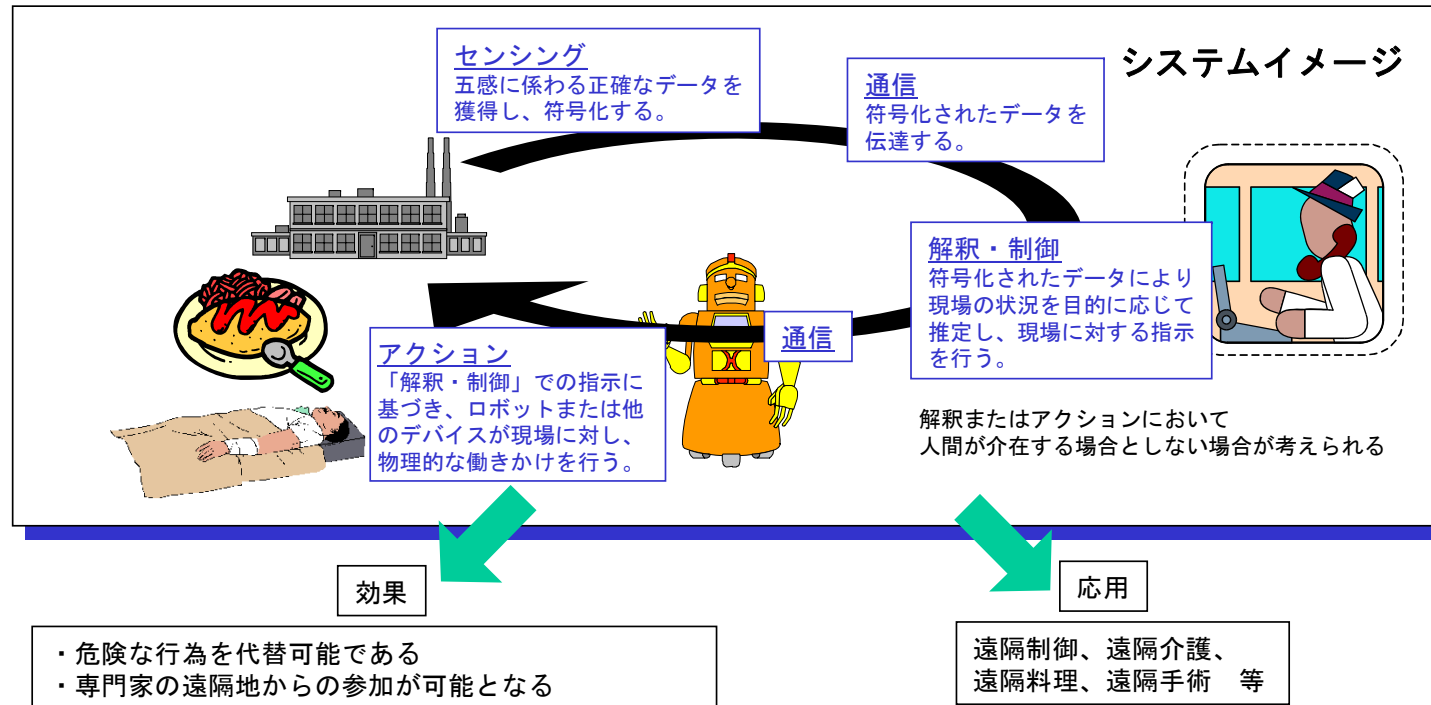 システムイメージ
センシング
五感に係わる正確なデータを
獲得し、符号化する。
通信
符号化されたデータを
伝達する。
解釈・制御
符号化されたデータにより
現場の状況を目的に応じて
推定し、現場に対する指示
を行う。
通信
アクション
「解釈・制御」での指示に
基づき、ロボットまたは他
のデバイスが現場に対し、
物理的な働きかけを行う。
解釈またはアクションにおいて
人間が介在する場合としない場合が考えられる
効果
・危険な行為を代替可能である
・専門家の遠隔地からの参加が可能となる
応用
遠隔制御、遠隔介護、
遠隔料理、遠隔手術　等